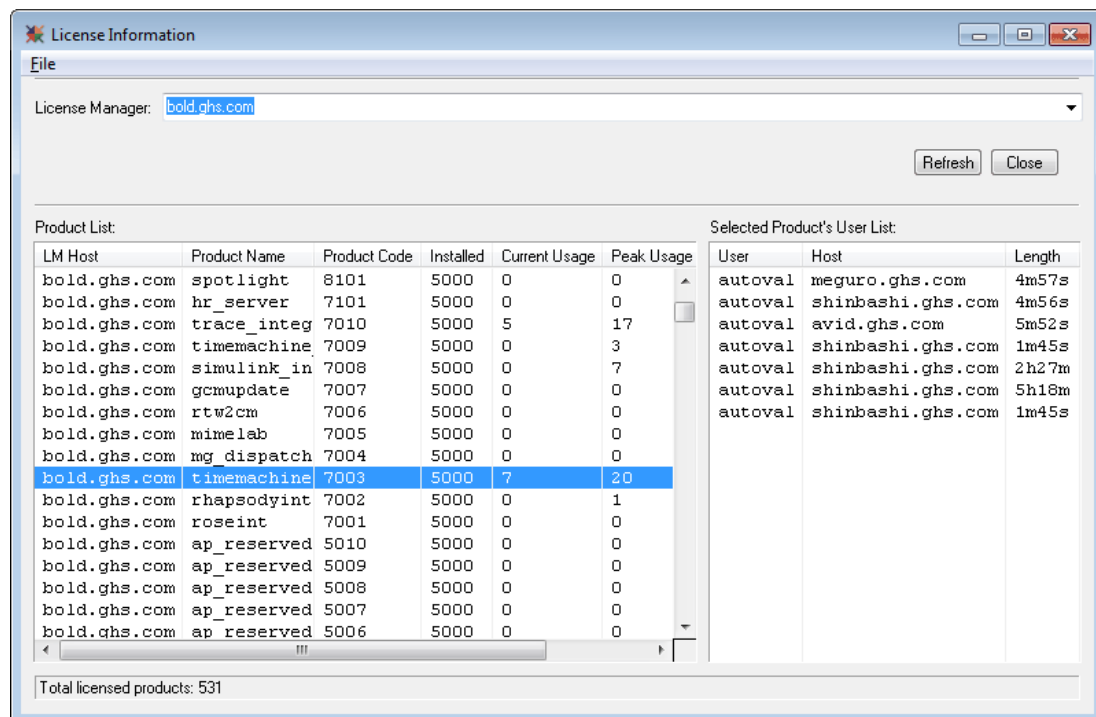 License Information
File
License Manager: bold.ghs.com
Refresh Close
Product List:
LM Host Product Name Product Code Installed Current Usage Peak Usage
bold.ghs.com spotlight 8101 5000 0 0
bold.ghs.com hr_server 7101 5000 0 0
bold.ghs.com trace_integ 7010 5000 5 17
bold.ghs.com timemachine_ 7009 5000 0 3
bold.ghs.com simulink_in 7008 5000 0 7
bold.ghs.com gcmupdate 7007 5000 0 0
bold.ghs.com rtw2cm 7006 5000 0 0
bold.ghs.com mimelab 7005 5000 0 0
bold.ghs.com mg_dispatch 7004 5000 0 0
bold.ghs.com timemachine 7003 5000 7 20
bold.ghs.com rhapsodyint 7002 5000 0 1
bold.ghs.com roseint 7001 5000 0 0
bold.ghs.com ap_reserved 5010 5000 0 0
bold.ghs.com ap_reserved 5009 5000 0 0
bold.ghs.com ap_reserved 5008 5000 0 0
bold.ghs.com ap_reserved 5007 5000 0 0
bold.ghs.com ap_reserved 5006 5000 0 0
Selected Product's User List:
User Host Length
autoval meguro.ghs.com 4m57s
autoval shinbashi.ghs.com 4m56s
autoval avid.ghs.com 5m52s
autoval shinbashi.ghs.com 1m45s
autoval shinbashi.ghs.com 2h27m
autoval shinbashi.ghs.com 5h18m
autoval shinbashi.ghs.com 1m45s
Total licensed products: 531